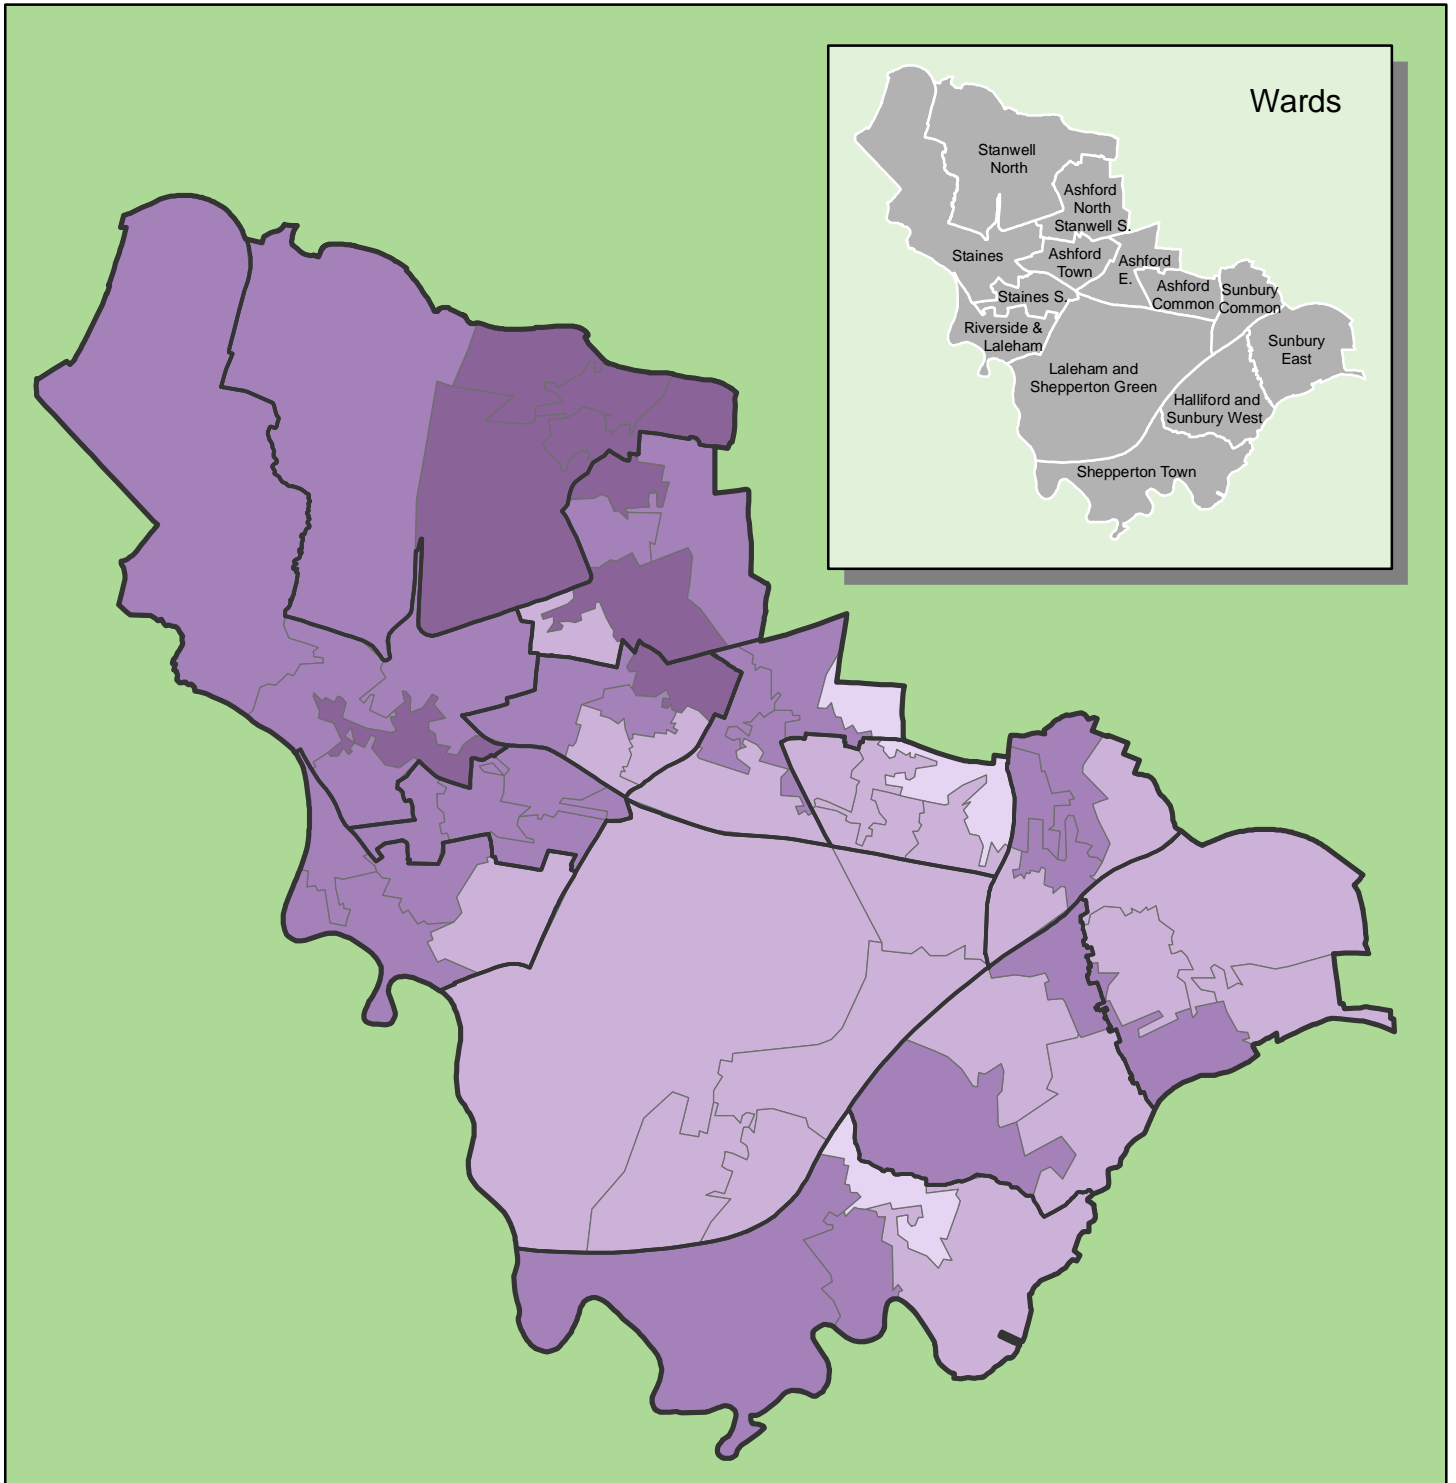 Wards
Stanwell
North
Ashford
North
Stanwell S.
Staines
Ashford
Town
Ashford
E.
Ashford
Common
Sunbury
Common
Staines S.
Riverside &
Laleham
Sunbury
East
Laleham and
Shepperton Green
Halliford and
Sunbury West
Shepperton Town